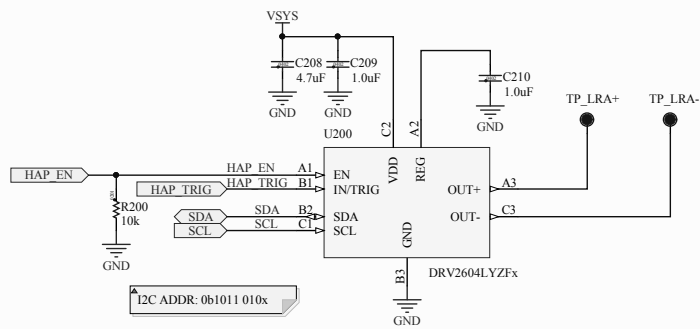 VSYS
C208
4.7uF
C209
1.0uF
GND
GND
C210
1.0uF
GND
TP_LRA+
TP_LRA-
U200
C2
A2
HAP_EN
HAP_EN
A1
EN
VDD
REG
HAP_TRIG
HAP_TRIG
B1
IN/TRIG
OUT+
A3
R200
10k
GND
SDA
SDA
B2
SDA
OUT-
C3
SCL
SCL
C1
SCL
GND
B3
DRV2604LYZFx
GND
I2C ADDR: 0b1011 010x